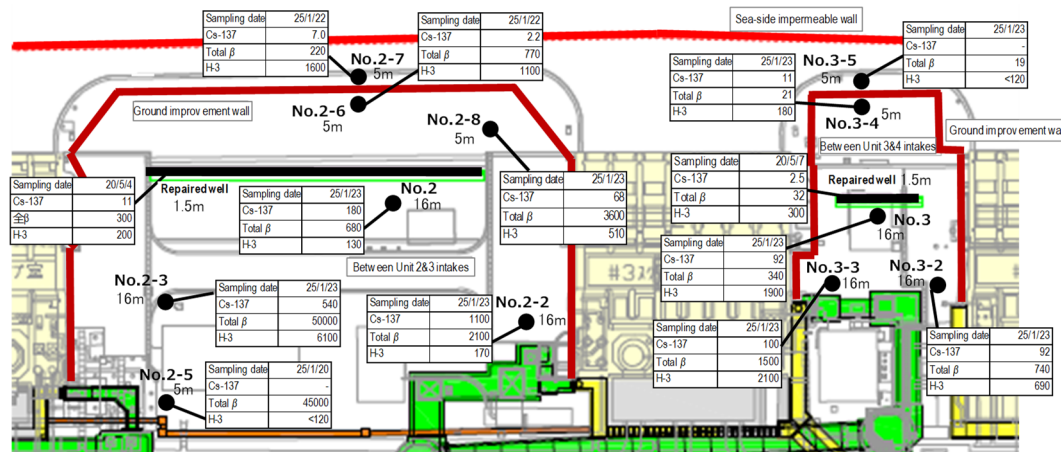 Sampling date 25/1/22
Cs-137 7.0
Total β 220
H-3 1600
Sampling date 25/1/22
Cs-137 2.2
Total β 770
H-3 1100
Sea-side impermeable wall
Sampling date 25/1/23
Cs-137 -
Total β 19
H-3 <120
No.2-7
5m
No.2-6
5m
No.2-8
5m
Ground improvement wall
Sampling date 25/1/23
Cs-137 11
Total β 21
H-3 180
No.3-5
5m
5m
No.3-4
Ground improvement wa
Between Unit 3&4 intakes
Sampling date 20/5/4
Cs-137 11
全β 300
H-3 200
Repaired well
1.5m
Sampling date 25/1/23
Cs-137 180
Total β 680
H-3 130
No.2
16m
Sampling date 25/1/23
Cs-137 68
Total β 3600
H-3 510
Sampling date 20/5/7
Cs-137 2.5
Total β 32
H-3 300
Repaired well 1.5m
No.3
16m
Between Unit 2&3 intakes
Sampling date 25/1/23
Cs-137 92
Total β 340
H-3 1900
No.2-3
16m
Sampling date 25/1/23
Cs-137 540
Total β 50000
H-3 6100
Sampling date 25/1/23
Cs-137 1100
Total β 2100
H-3 170
No.2-2
16m
No.3-3
16m
No.3-2
16m
Sampling date 25/1/23
Cs-137 100
Total β 1500
H-3 2100
Sampling date 25/1/23
Cs-137 92
Total β 740
H-3 690
No.2-5
5m
Sampling date 25/1/20
Cs-137 -
Total β 45000
H-3 <120